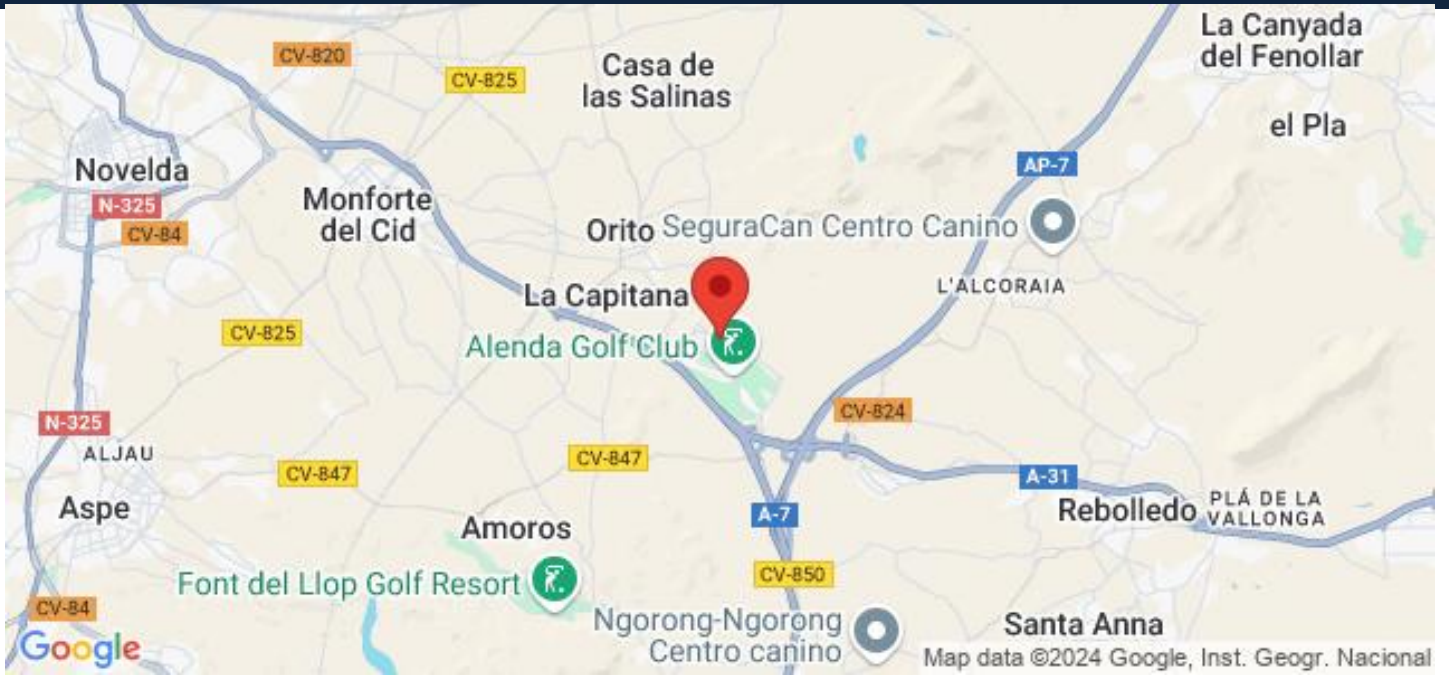 La Canyada
del Fenollar
CV-820
CV-825
Casa de
las Salinas
el Pla
Novelda
AP-7
N-325
CV-84
Monforte
del Cid
Orito
SeguraCan Centro Canino
La Capitana
L'ALCORAIA
CV-825
Alenda Golf Club
N-325
CV-824
ALJAU
CV-847
CV-847
A-31
Aspe
Amoros
A-7
Rebolledo
PLÁ DE LA
VALLONGA
Font del Llop Golf Resort
CV-850
CV-84
Ngorong-Ngorong
Centro canino
Santa Anna
Google
Map data ©2024 Google, Inst. Geogr. Nacional